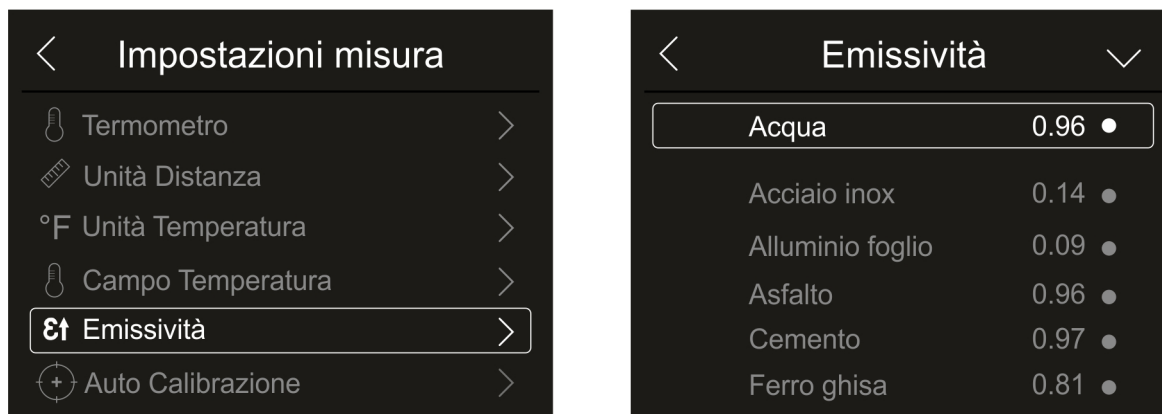 Impostazioni misura
Termometro
Unità Distanza
°F Unità Temperatura
Campo Temperatura
ε↑ Emissività
Auto Calibrazione
Emissività
Acqua 0.96
Acciaio inox 0.14
Alluminio foglio 0.09
Asfalto 0.96
Cemento 0.97
Ferro ghisa 0.81